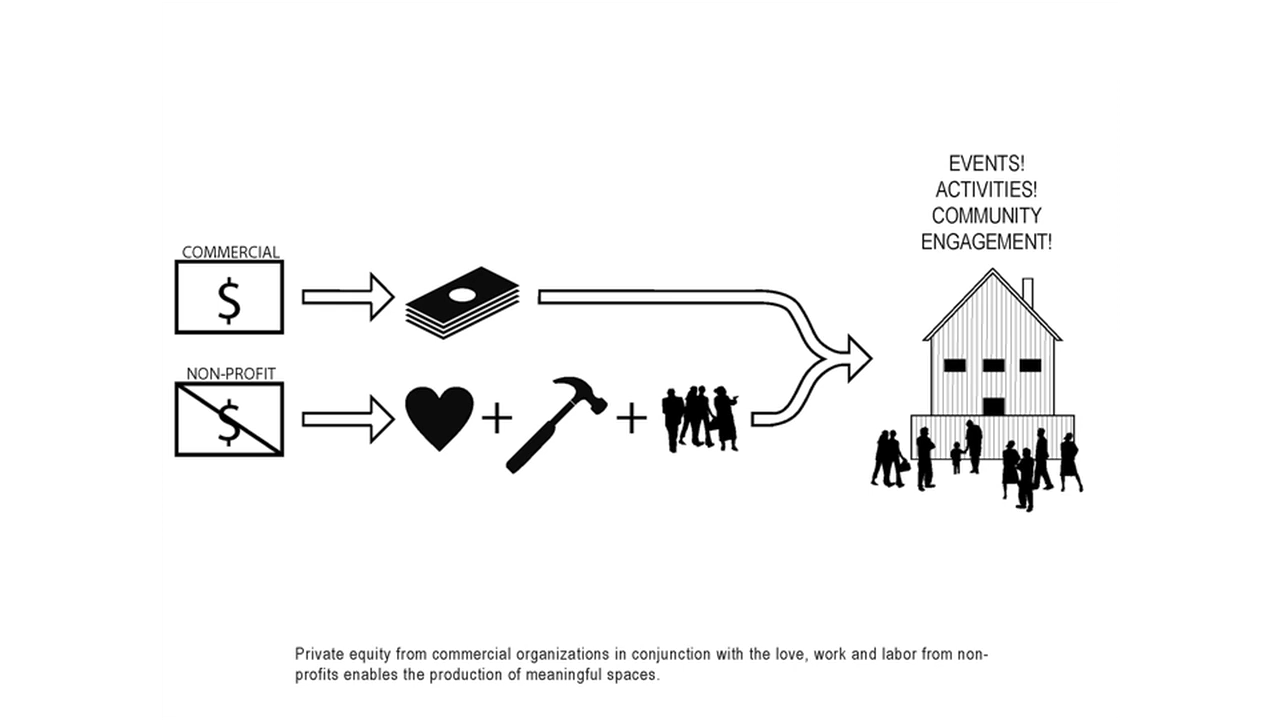 EVENTS!
ACTIVITIES!
COMMUNITY
ENGAGEMENT!
COMMERCIAL
$
NON-PROFIT
$
+
+
Private equity from commercial organizations in conjunction with the love, work and labor from non-
profits enables the production of meaningful spaces.